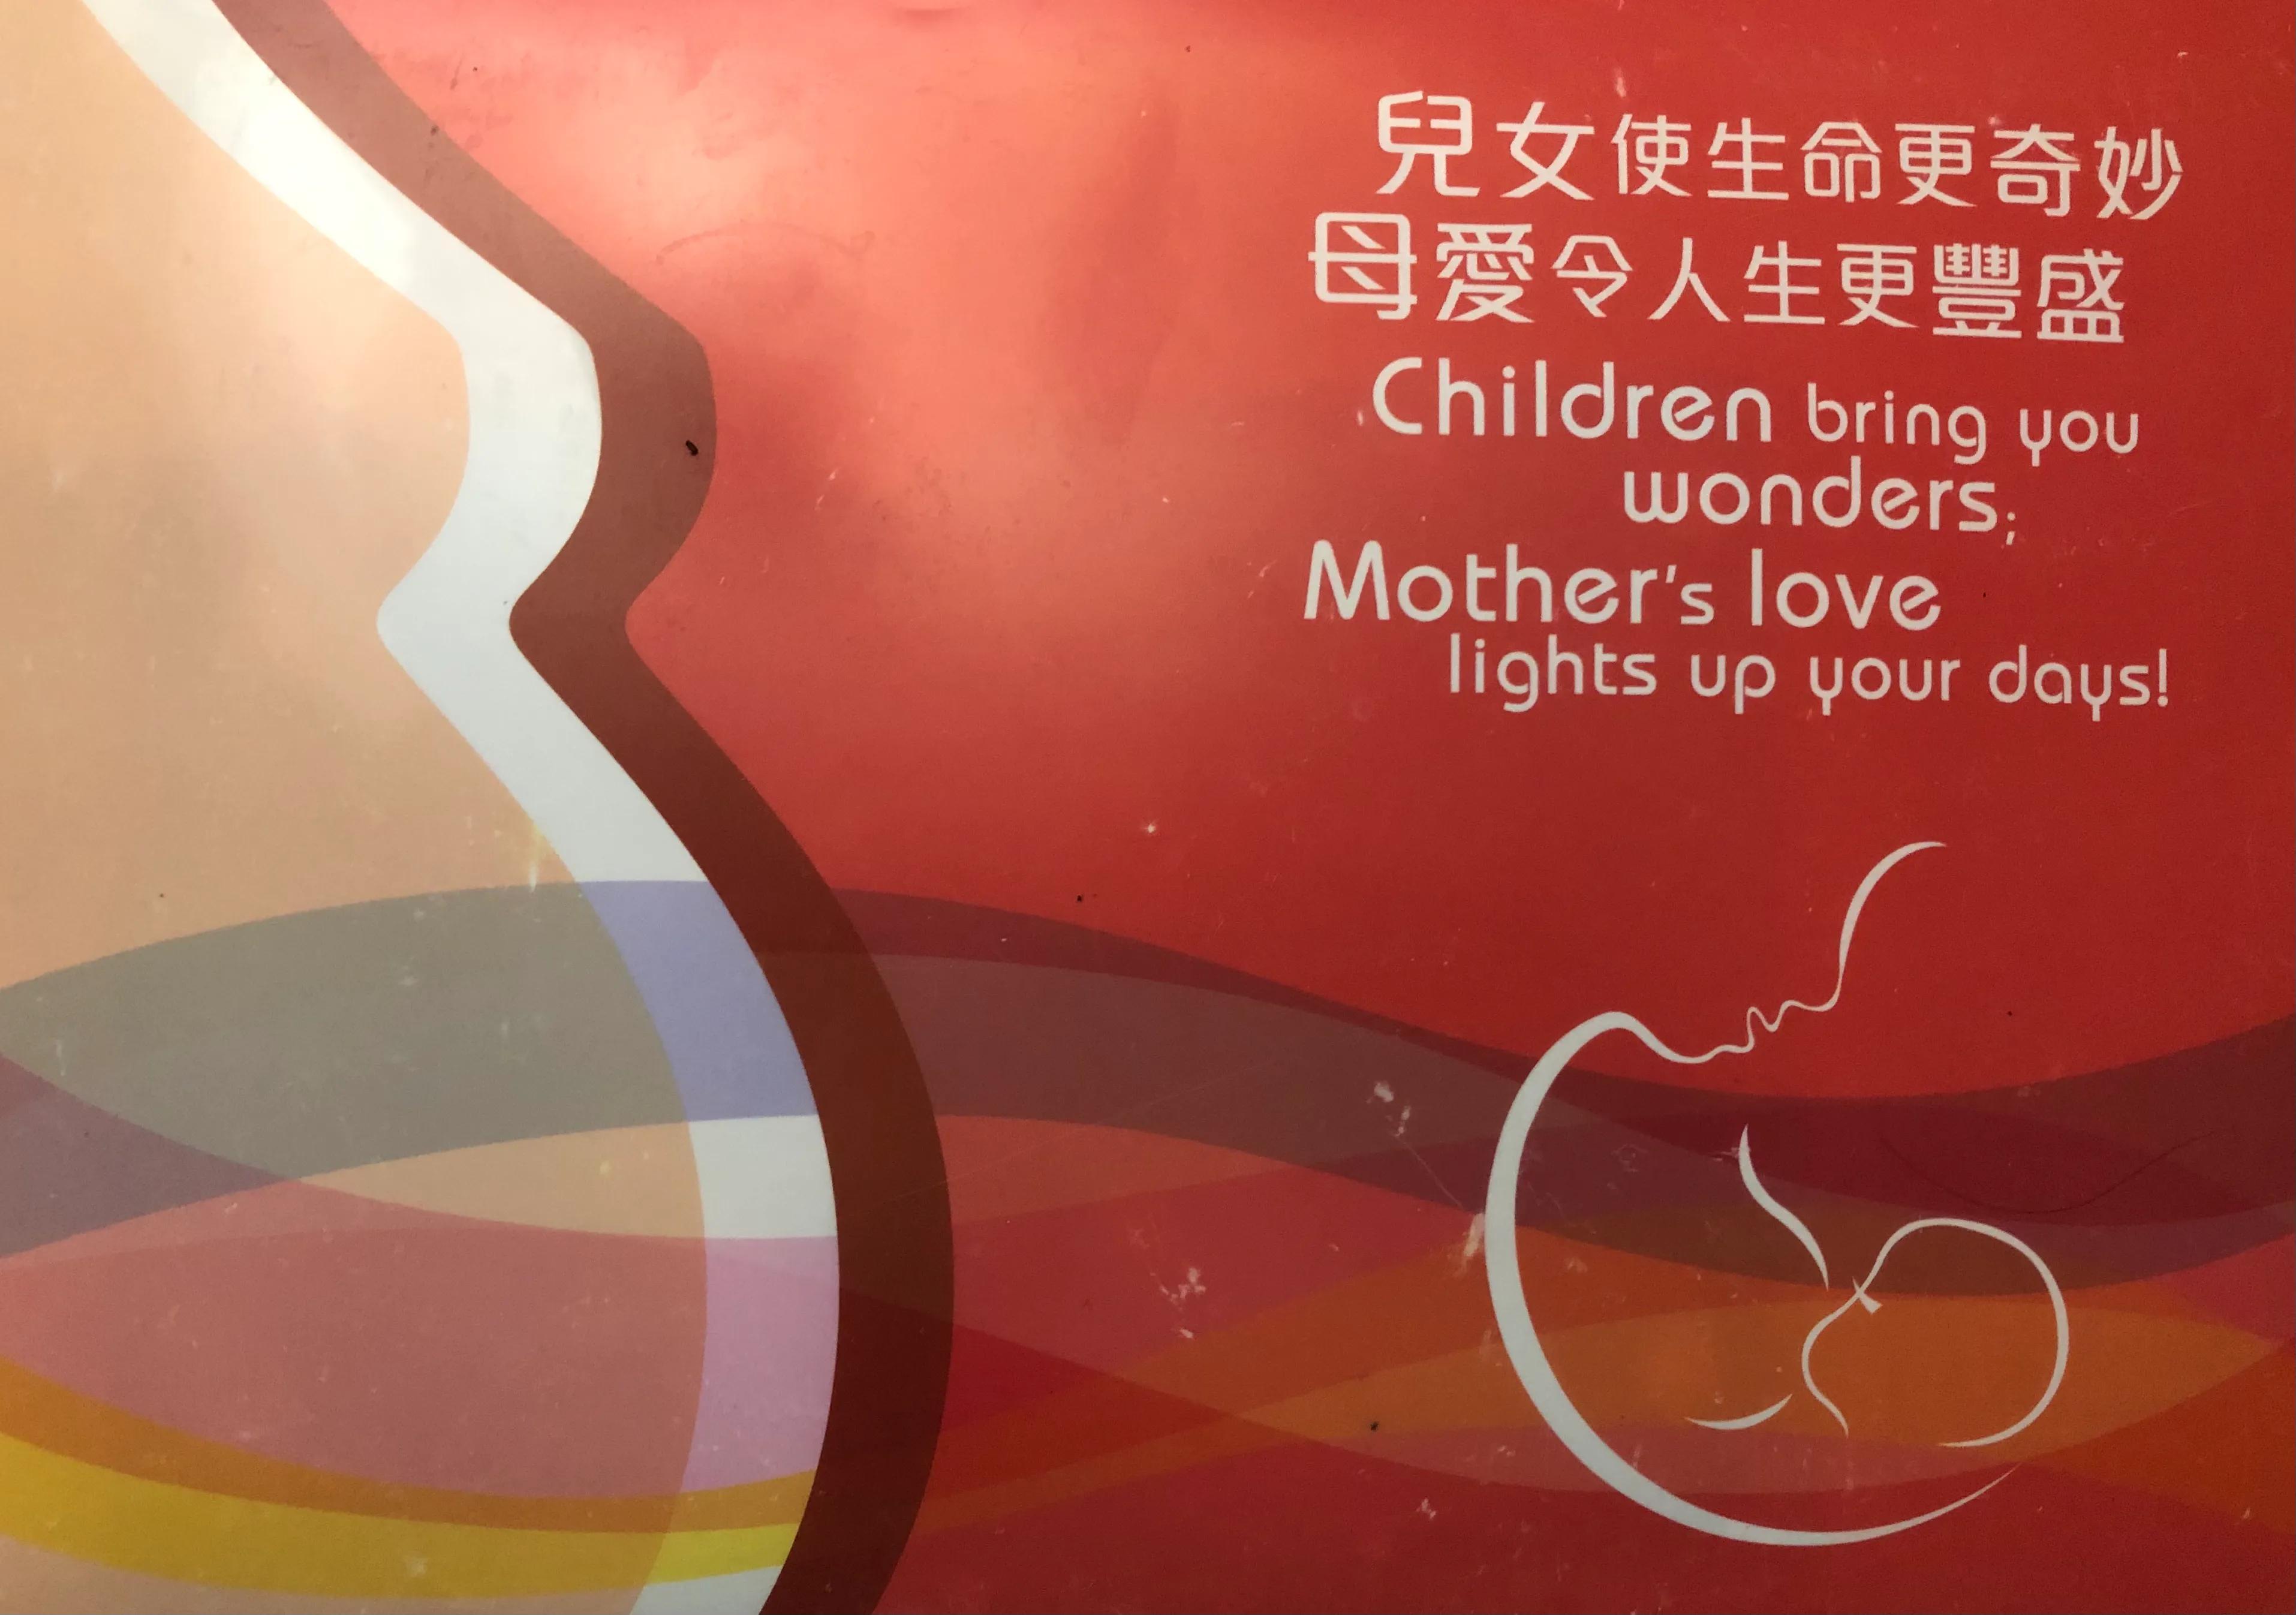 兒女使生命更奇妙
母愛令人生更豐盛
Children bring you
wonders;
Mother's love
lights up your days!